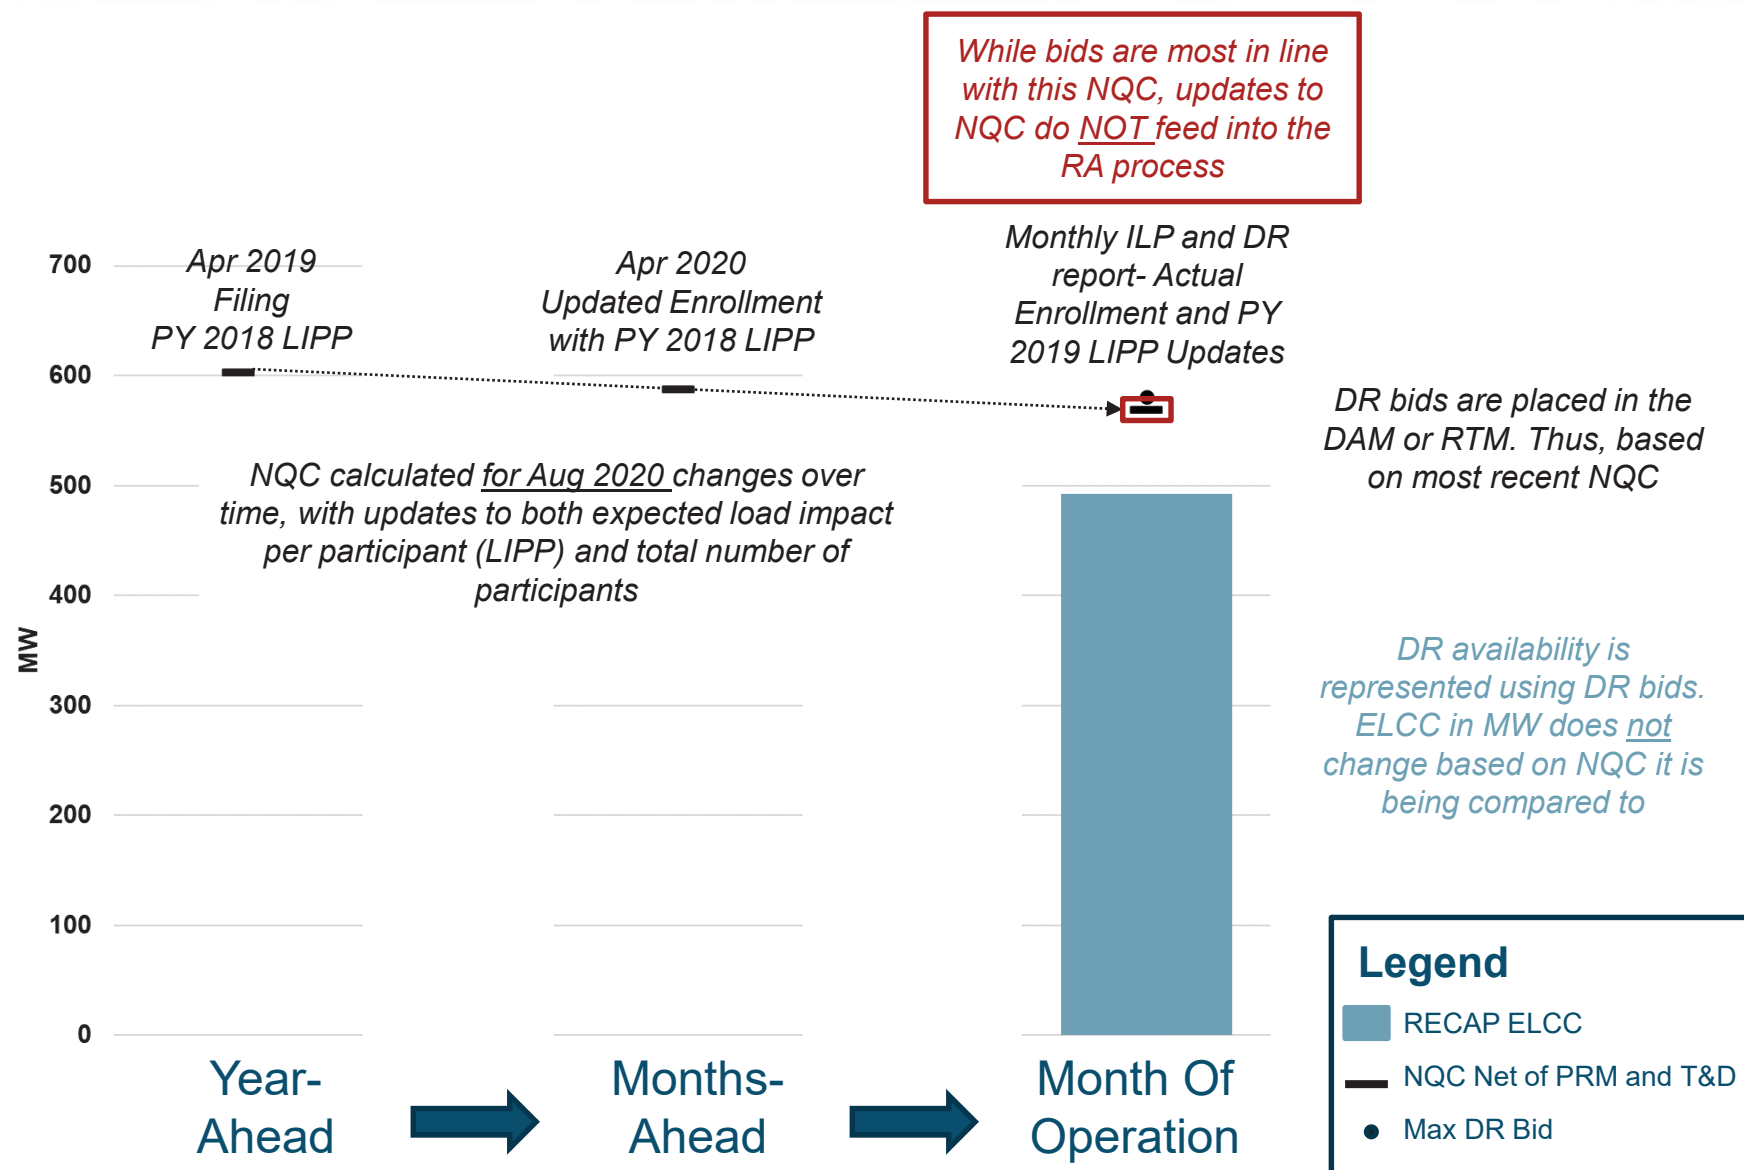 While bids are most in line
with this NQC, updates to
NQC do NOT feed into the
RA process
Apr 2019
Filing
PY 2018 LIPP
Apr 2020
Updated Enrollment
with PY 2018 LIPP
Monthly ILP and DR
report- Actual
Enrollment and PY
2019 LIPP Updates
700
600
500
400
300
200
100
0
MW
NQC calculated for Aug 2020 changes over
time, with updates to both expected load impact
per participant (LIPP) and total number of
participants
DR bids are placed in the
DAM or RTM. Thus, based
on most recent NQC
DR availability is
represented using DR bids.
ELCC in MW does not
change based on NQC it is
being compared to
Year-
Ahead
Months-
Ahead
Month Of
Operation
Legend
RECAP ELCC
NQC Net of PRM and T&D
Max DR Bid